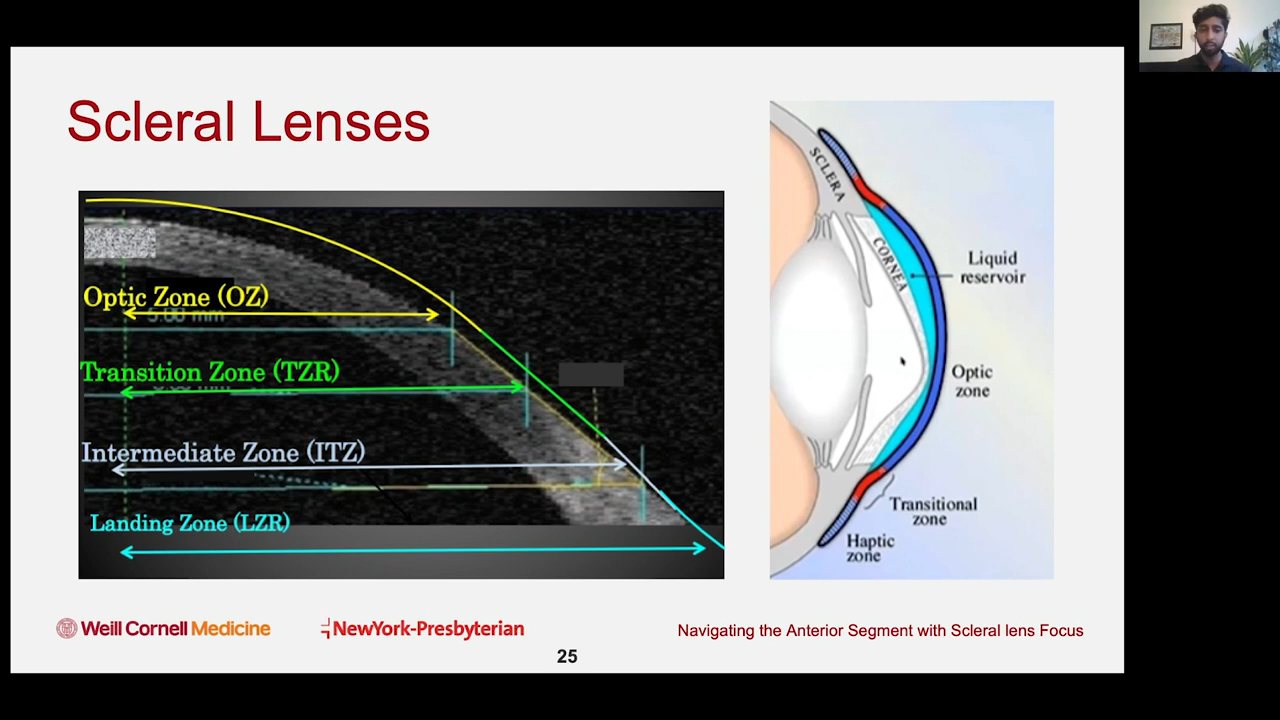 Scleral Lenses
Optic Zone (OZ)
Transition Zone (TZR)
Intermediate Zone (ITZ)
Landing Zone (LZR)
SCLERA
CORNEA
Liquid
reservoir
Optic
zone
Transitional
zone
Haptic
zone
Weill Cornell Medicine
NewYork-Presbyterian
Navigating the Anterior Segment with Scleral lens Focus
25